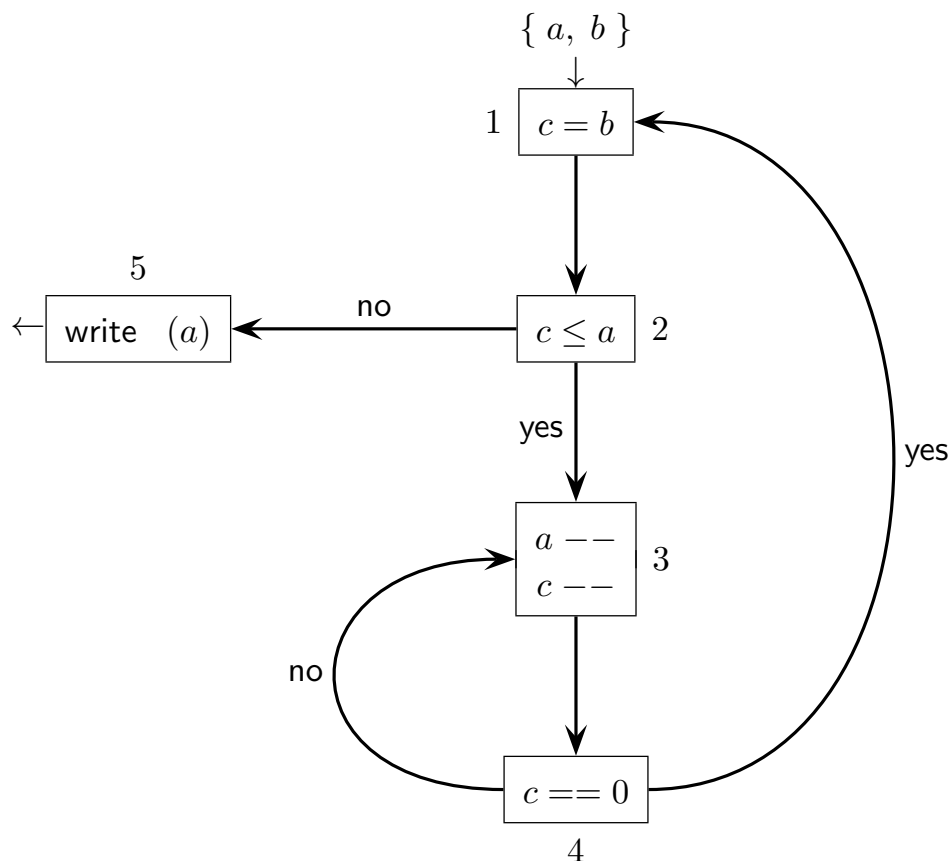 { a, b }
↓
1
c = b
5
no
← write (a)
c ≤ a
2
yes
yes
a −−
c −−
3
no
c == 0
4